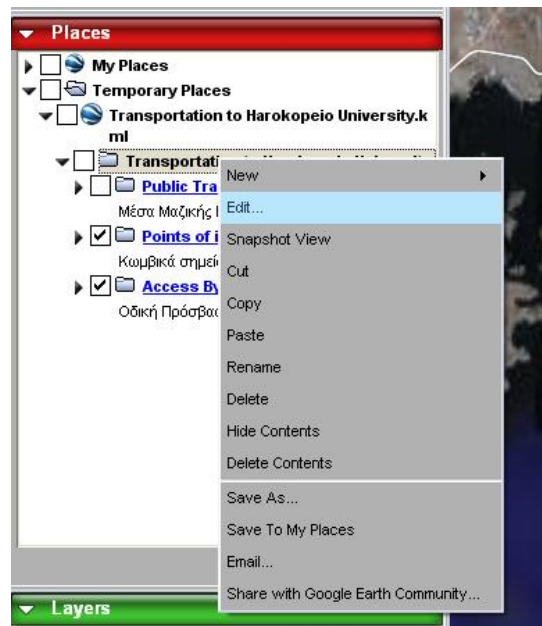 Places
My Places
Temporary Places
Transportation to Harokopeio University.k
ml
Transportati
Public Tra
Μέσα Μαζικής
Points of i
Κομβικά σημεί
Access By
Οδική Πρόσβασ
New
Edit...
Snapshot View
Cut
Copy
Paste
Rename
Delete
Hide Contents
Delete Contents
Save As...
Save To My Places
Email...
Share with Google Earth Community...
Layers